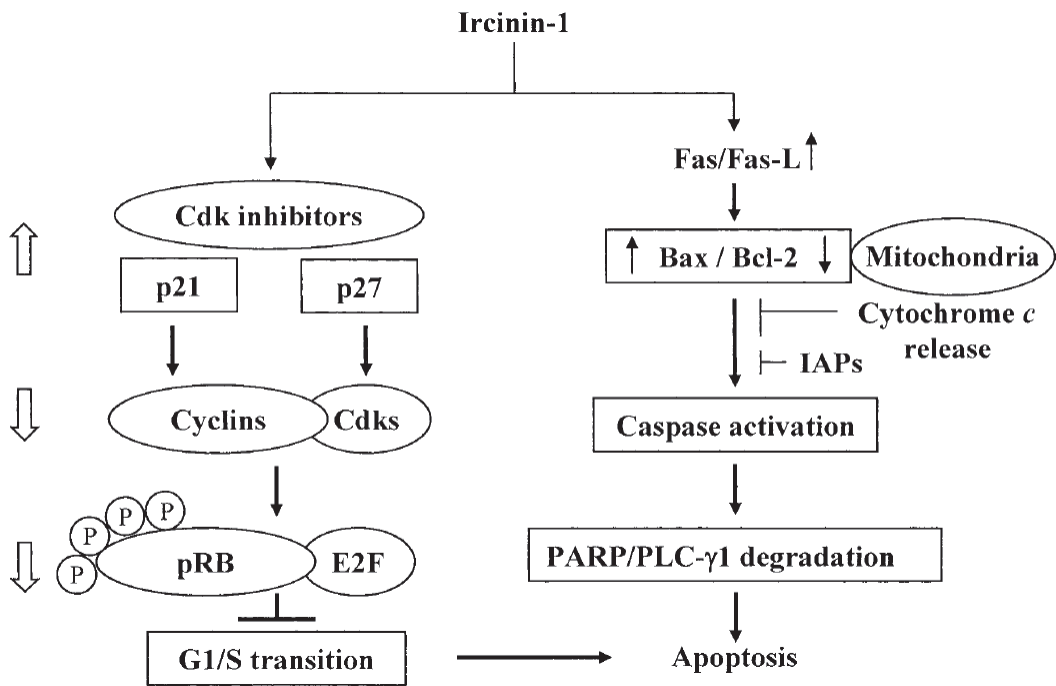 Ircinin-1
Cdk inhibitors
p21
p27
Cyclins
Cdks
P
P
P
P
pRB
E2F
G1/S transition
Fas/Fas-L
Bax / Bcl-2
Mitochondria
Cytochrome c
release
IAPs
Caspase activation
PARP/PLC-γ1 degradation
Apoptosis